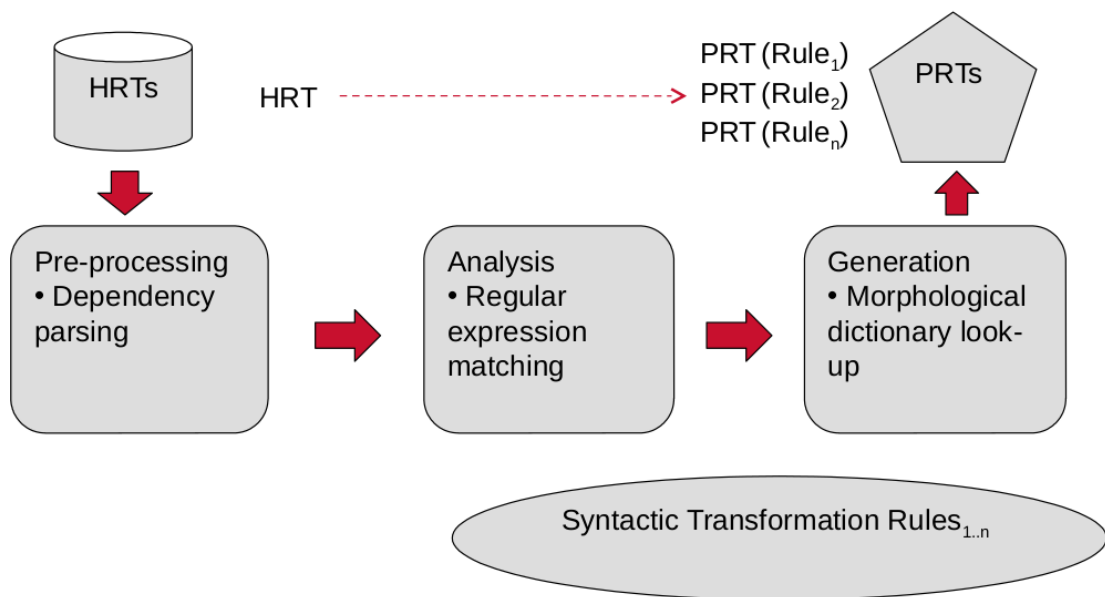 HRTs
HRT
PRT (Rule₁)
PRT (Rule₂)
PRT (Ruleₙ)
PRTs
Pre-processing
• Dependency
parsing
Analysis
• Regular
expression
matching
Generation
• Morphological
dictionary look-
up
Syntactic Transformation Rules₁..ₙ